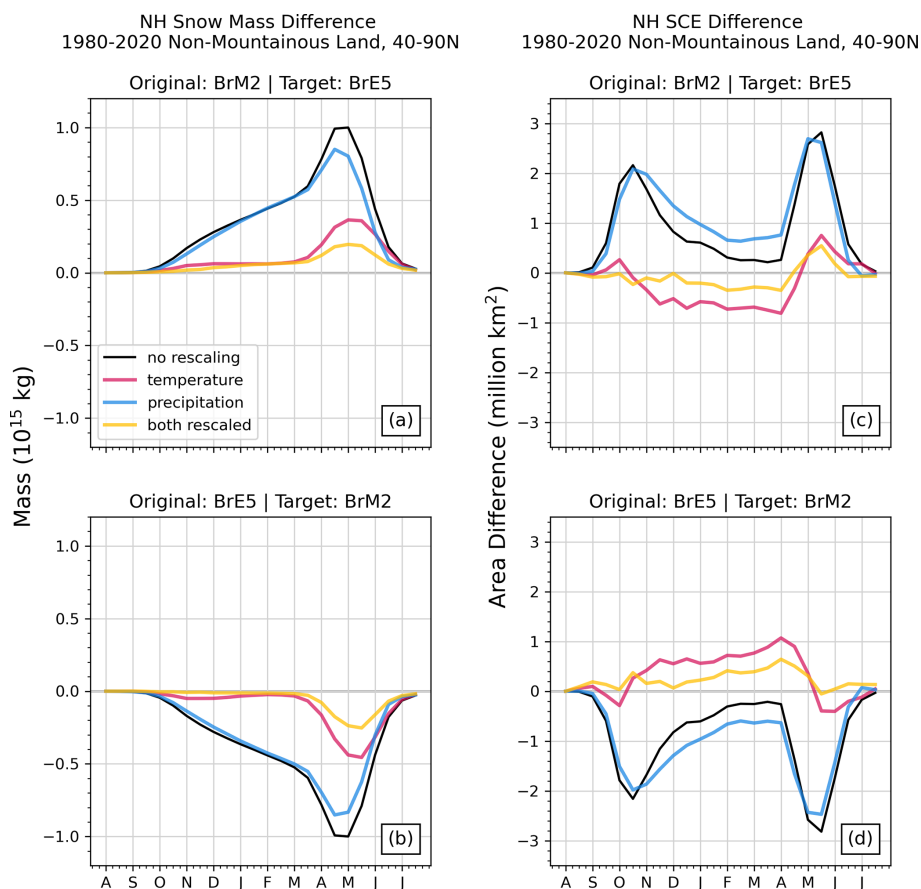 NH Snow Mass Difference
1980-2020 Non-Mountainous Land, 40-90N
NH SCE Difference
1980-2020 Non-Mountainous Land, 40-90N
Original: BrM2 | Target: BrE5
1.0
0.5
0.0
−0.5
−1.0
no rescaling
temperature
precipitation
both rescaled
(a)
Original: BrM2 | Target: BrE5
3
2
1
0
−1
−2
−3
(c)
Mass (10¹⁵ kg)
Area Difference (million km²)
Original: BrE5 | Target: BrM2
1.0
0.5
0.0
−0.5
−1.0
(b)
A S O N D J F M A M J J
Original: BrE5 | Target: BrM2
3
2
1
0
−1
−2
−3
(d)
A S O N D J F M A M J J